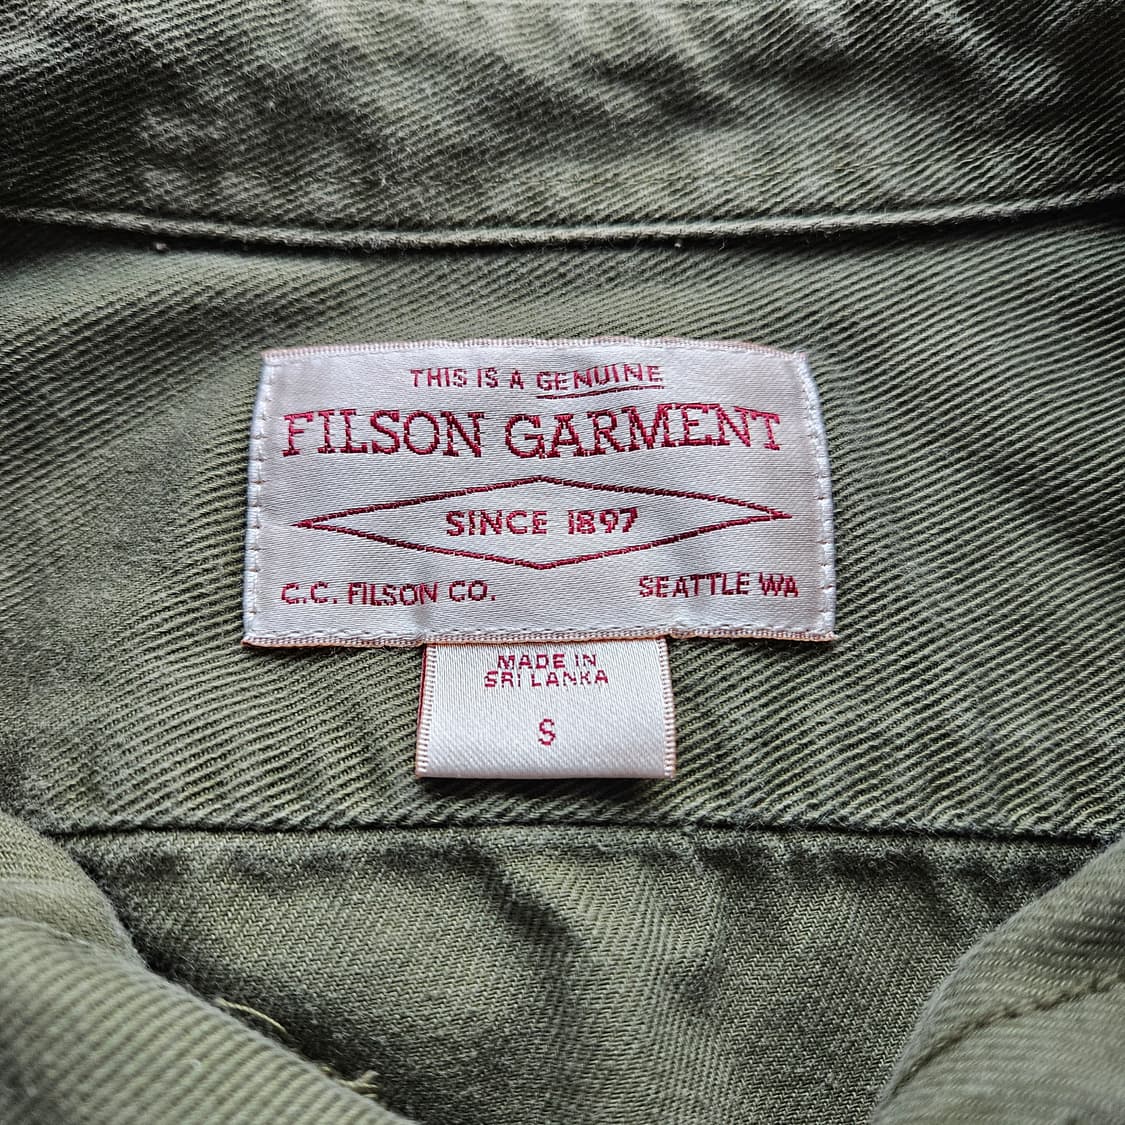 THIS IS A GENUINE
FILSON GARMENT
SINCE 1897
C.C. FILSON CO. SEATTLE WA
MADE IN
SRI LANKA
S